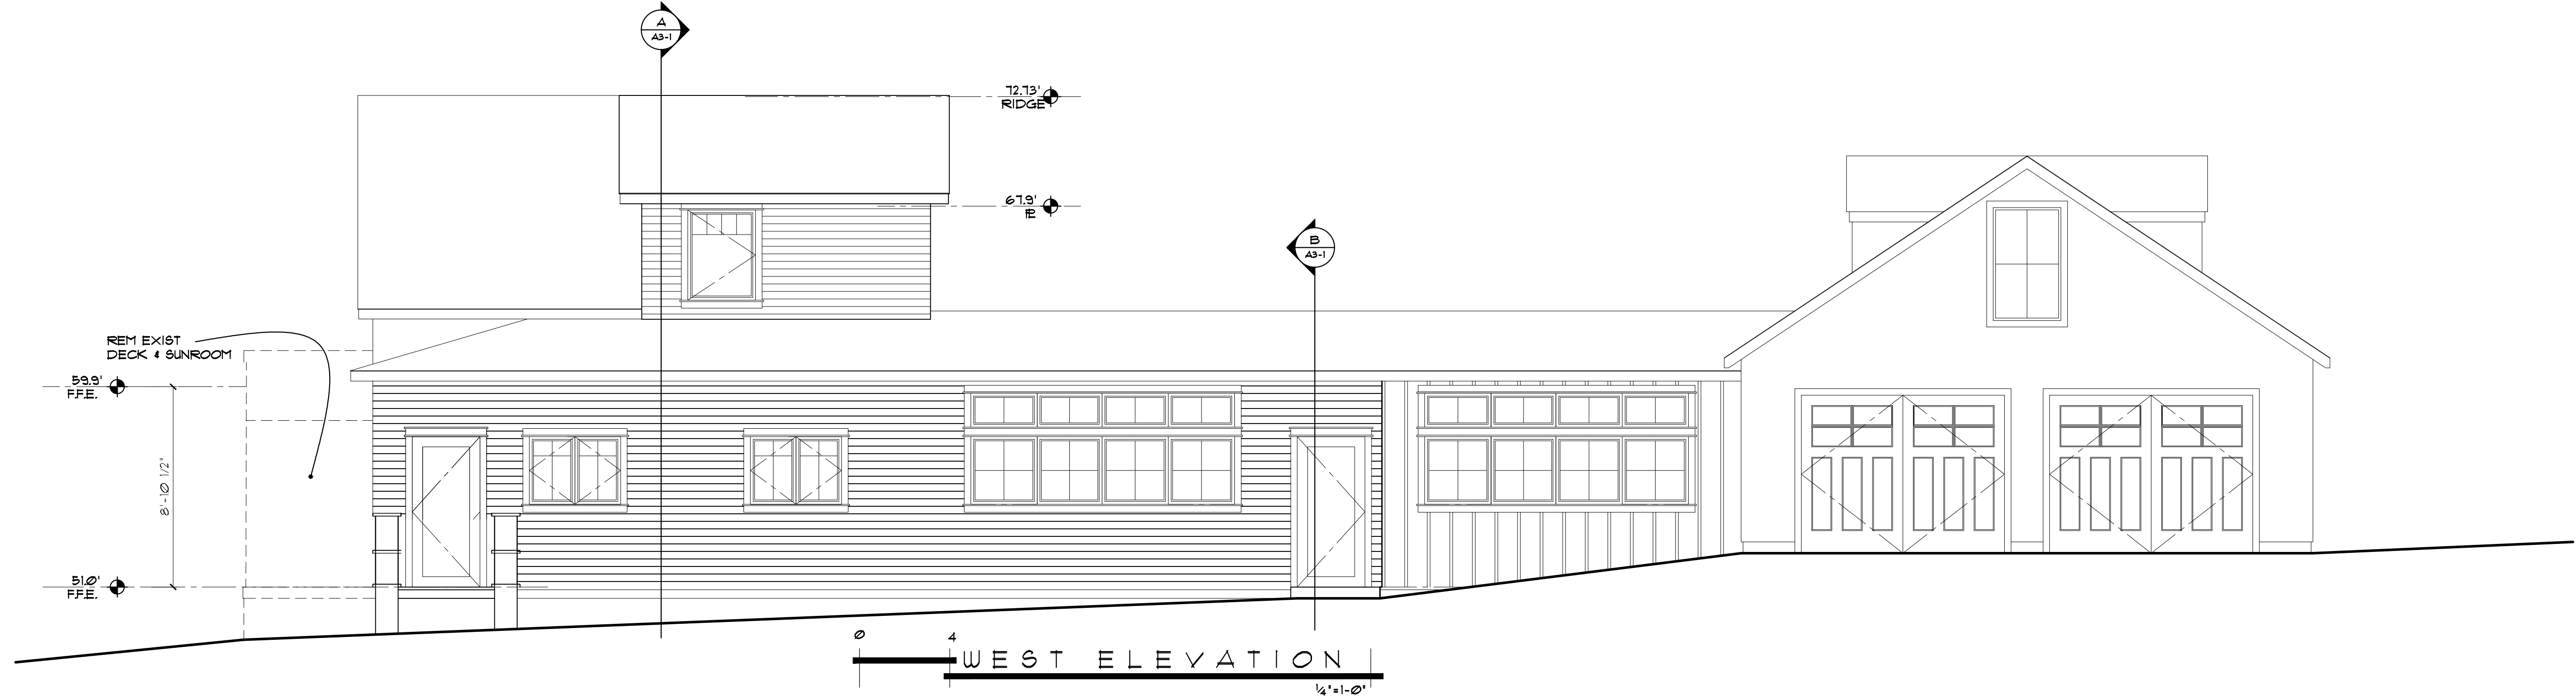 A
A3-1
72.73'
RIDGE
67.9'
PL
B
A3-1
REM EXIST
DECK & SUNROOM
59.9'
F.F.E.
8'-10 1/2"
51.0'
F.F.E.
0 4
WEST ELEVATION
1/4"=1-0"